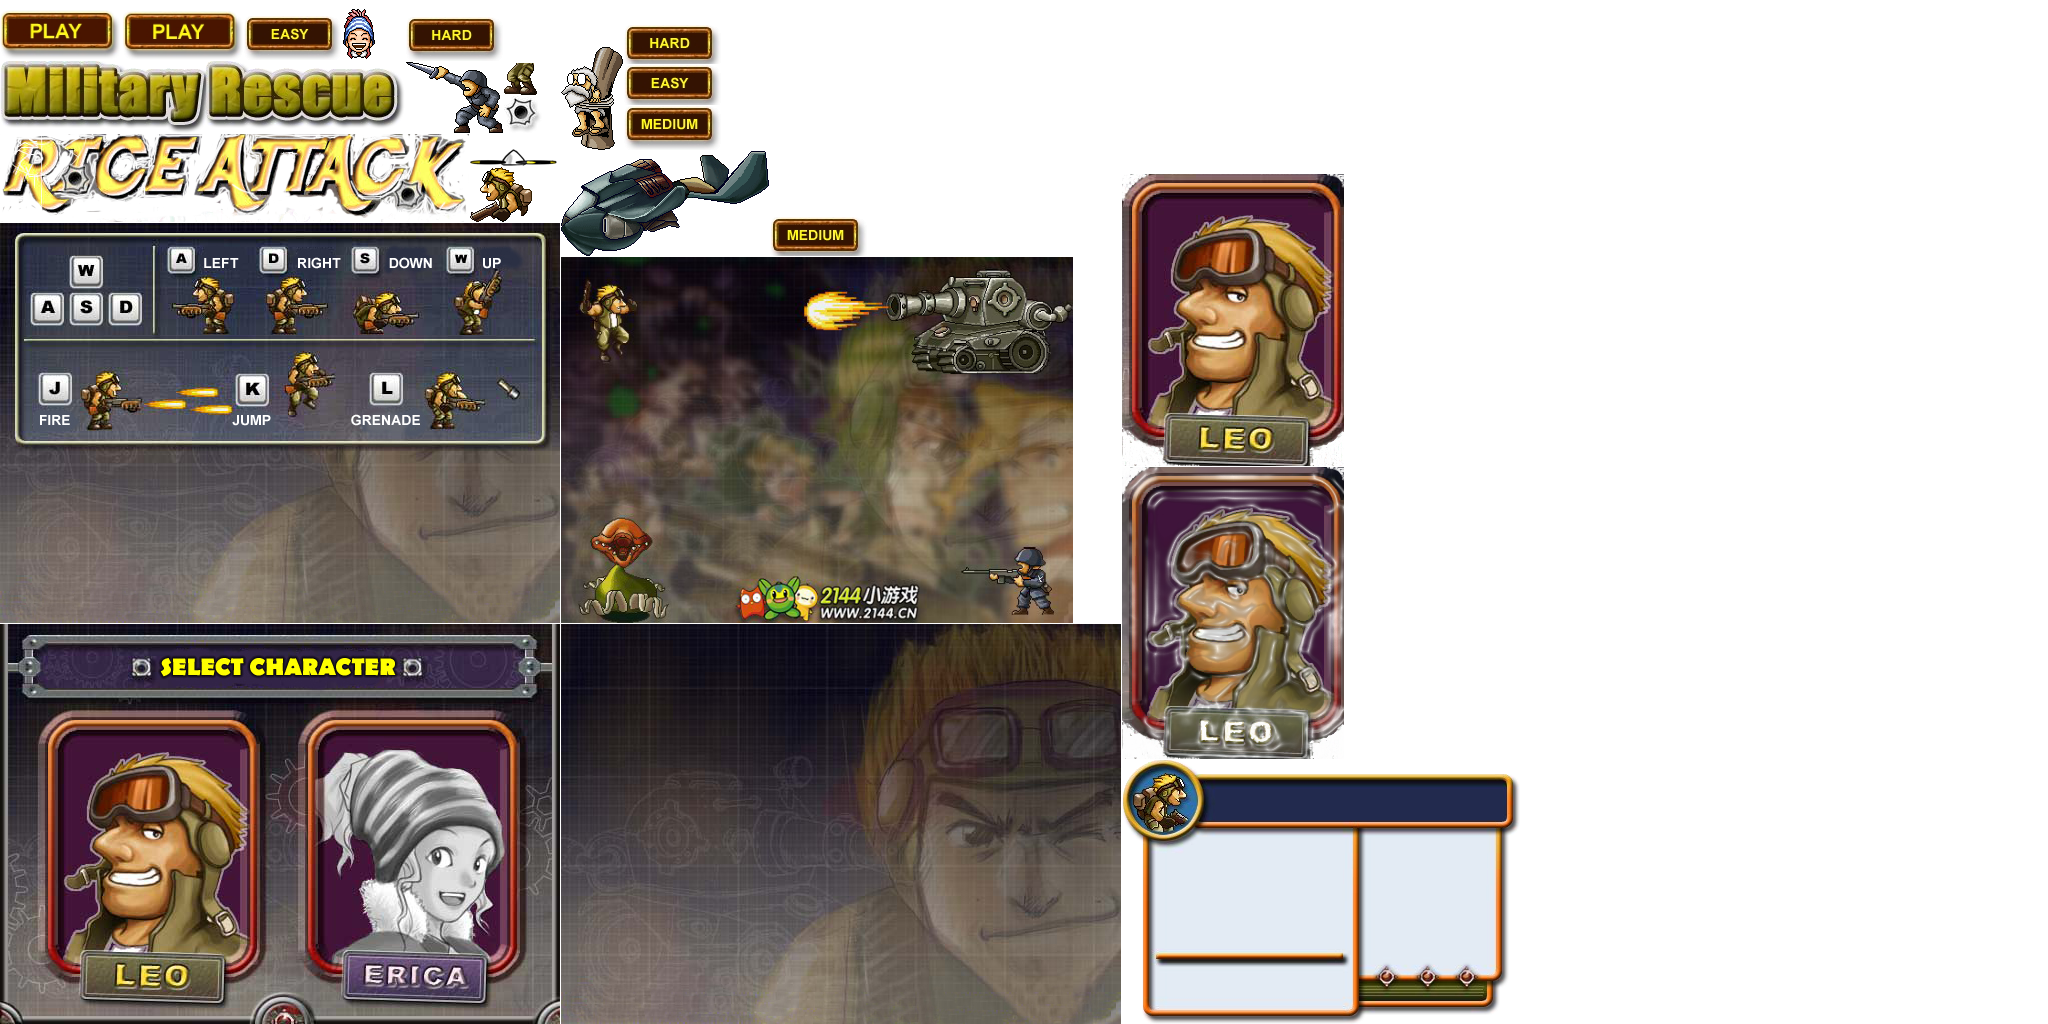 PLAY
PLAY
EASY
HARD
HARD
EASY
MEDIUM
Military Rescue
RICE ATTACK
MEDIUM
W
A S D
A LEFT
D RIGHT
S DOWN
W UP
J
FIRE
K
JUMP
L
GRENADE
2144小游戏
WWW.2144.CN
LEO
LEO
SELECT CHARACTER
LEO
ERICA